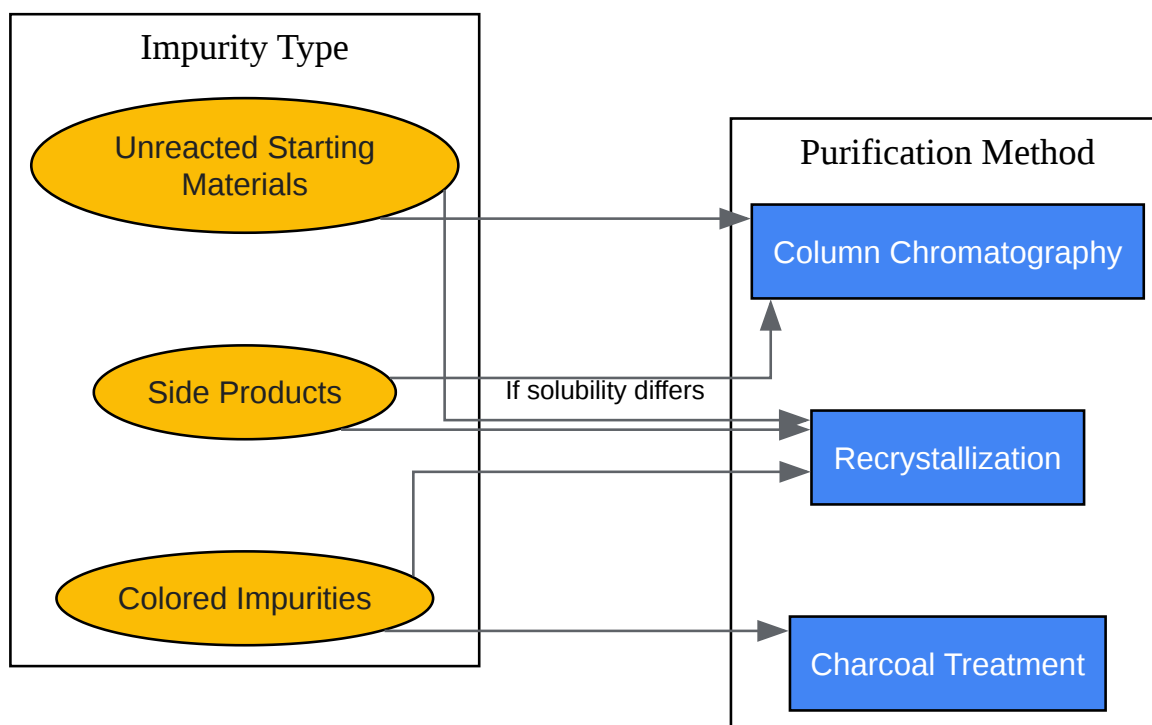 Impurity Type
Unreacted Starting
Materials
Side Products
Colored Impurities
If solubility differs
Purification Method
Column Chromatography
Recrystallization
Charcoal Treatment